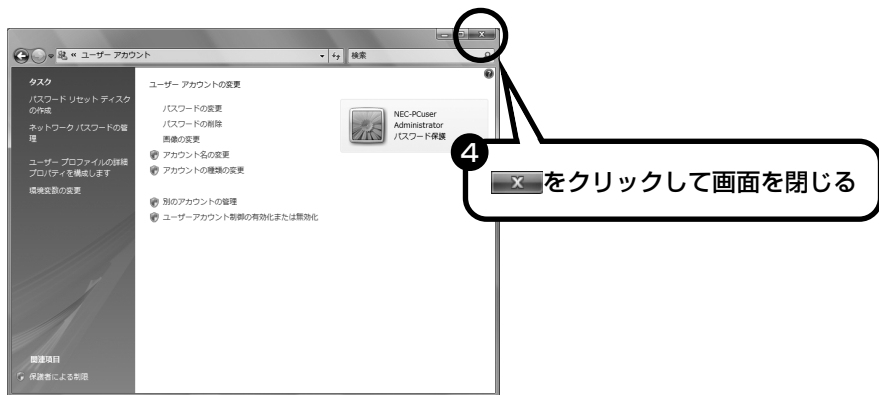 « ユーザー アカウント
検索
タスク
パスワード リセット ディスク
の作成
ネットワーク パスワードの管
理
ユーザー プロファイルの詳細
プロパティを構成します
環境変数の変更
関連項目
保護者による制限
ユーザー アカウントの変更
パスワードの変更
パスワードの削除
画像の変更
アカウント名の変更
アカウントの種類の変更
別のアカウントの管理
ユーザーアカウント制御の有効化または無効化
NEC-PCuser
Administrator
パスワード保護
4
x をクリックして画面を閉じる